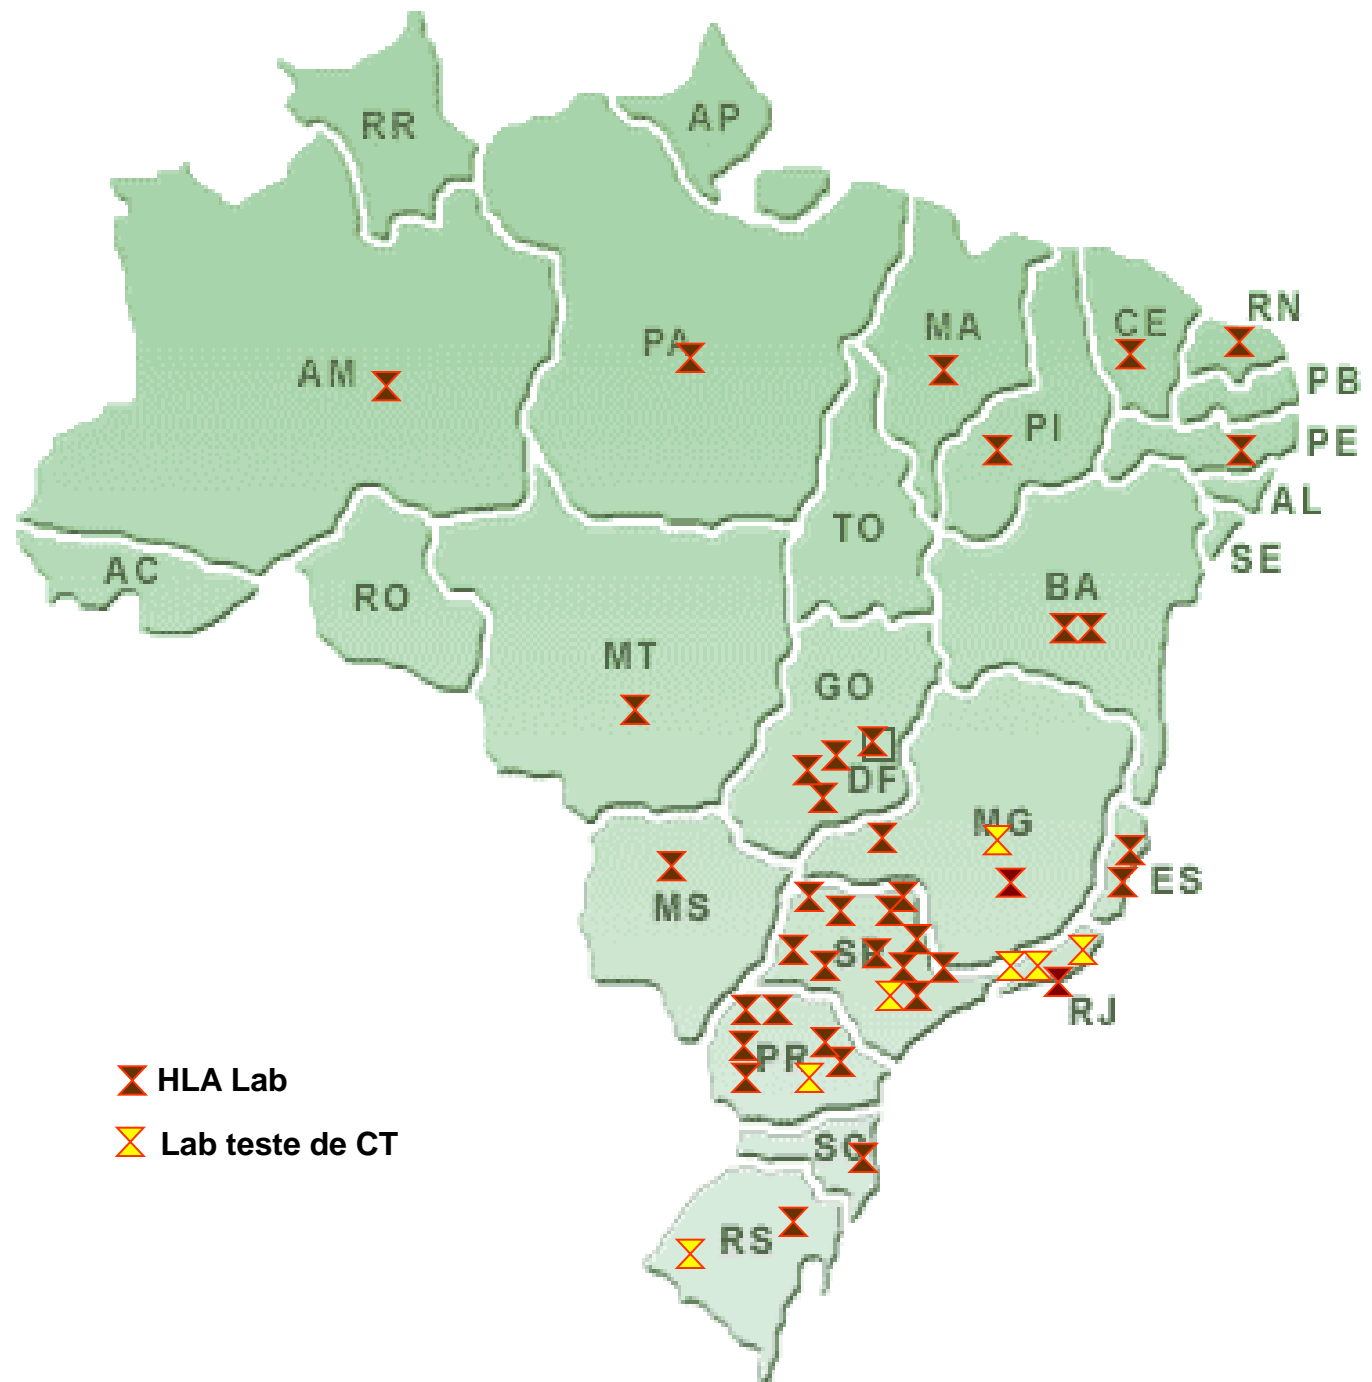 RR
AP
AM
PA
MA
CE
RN
PB
PI
PE
AL
SE
TO
AC
RO
BA
MT
GO
DF
MG
MS
ES
SP
RJ
PR
HLA Lab
Lab teste de CT
SC
RS